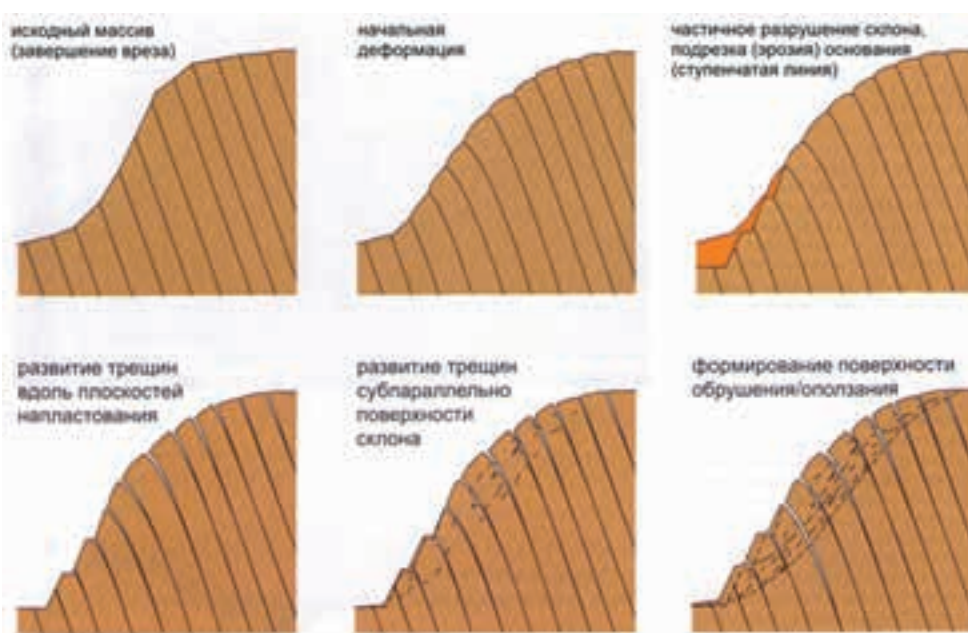 исходный массив
(завершение вреза)
начальная
деформация
частичное разрушение склона,
подрезка (эрозия) основания
(ступенчатая линия)
развитие трещин
вдоль плоскостей
напластования
развитие трещин
субпараллельно
поверхности
склона
формирование поверхности
обрушения/оползания